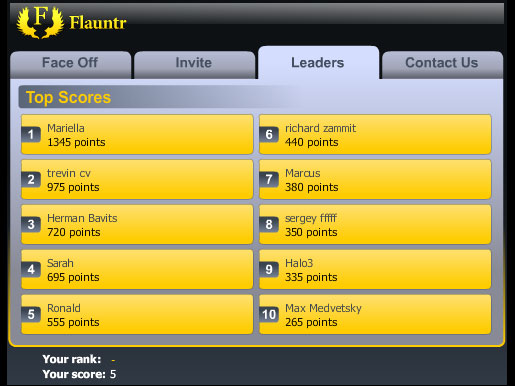 F
Flauntr
Face Off
Invite
Leaders
Contact Us
Top Scores
1
Mariella
1345 points
2
trevin cv
975 points
3
Herman Bavits
720 points
4
Sarah
695 points
5
Ronald
555 points
6
richard zammit
440 points
7
Marcus
380 points
8
sergey fffff
350 points
9
Halo3
335 points
10
Max Medvetsky
265 points
Your rank: -
Your score: 5